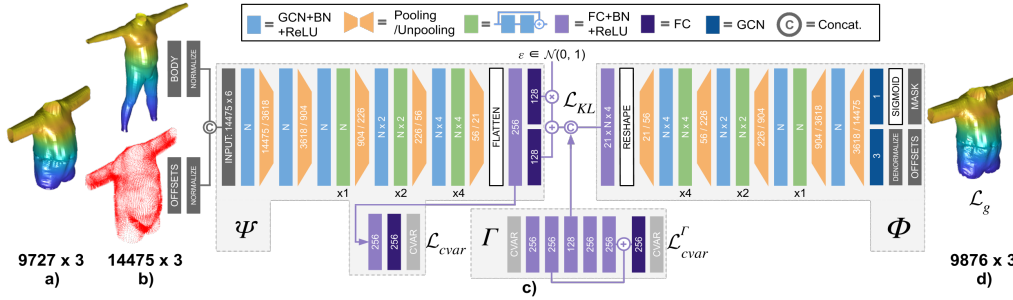 = GCN+BN +ReLU
= Pooling /Unpooling
=
= FC+BN +ReLU
= FC
= GCN
C = Concat.
BODY
NORMALIZE
OFFSETS
NORMALIZE
C
INPUT: 14475 x 6
N
14475 / 3618
N
3618 / 904
N
N
x1
904 / 226
N x 2
N x 2
x2
226 / 56
N x 4
N x 4
x4
56 / 21
FLATTEN
256
128
128
ε ∈ 𝒩(0, 1)
×
+
ℒKL
C
21 x N x 4
RESHAPE
21 / 56
N x 4
N x 4
x4
56 / 226
N x 2
N x 2
x2
226 / 904
N
N
x1
904 / 3618
N
3618 / 14475
1
3
SIGMOID
MASK
DENORMALIZE
OFFSETS
Ψ
256
256
CVAR
ℒcvar
Γ
CVAR
256
256
128
256
256
+
256
CVAR
ℒΓcvar
Φ
ℒg
9727 x 3
a)
14475 x 3
b)
c)
9876 x 3
d)